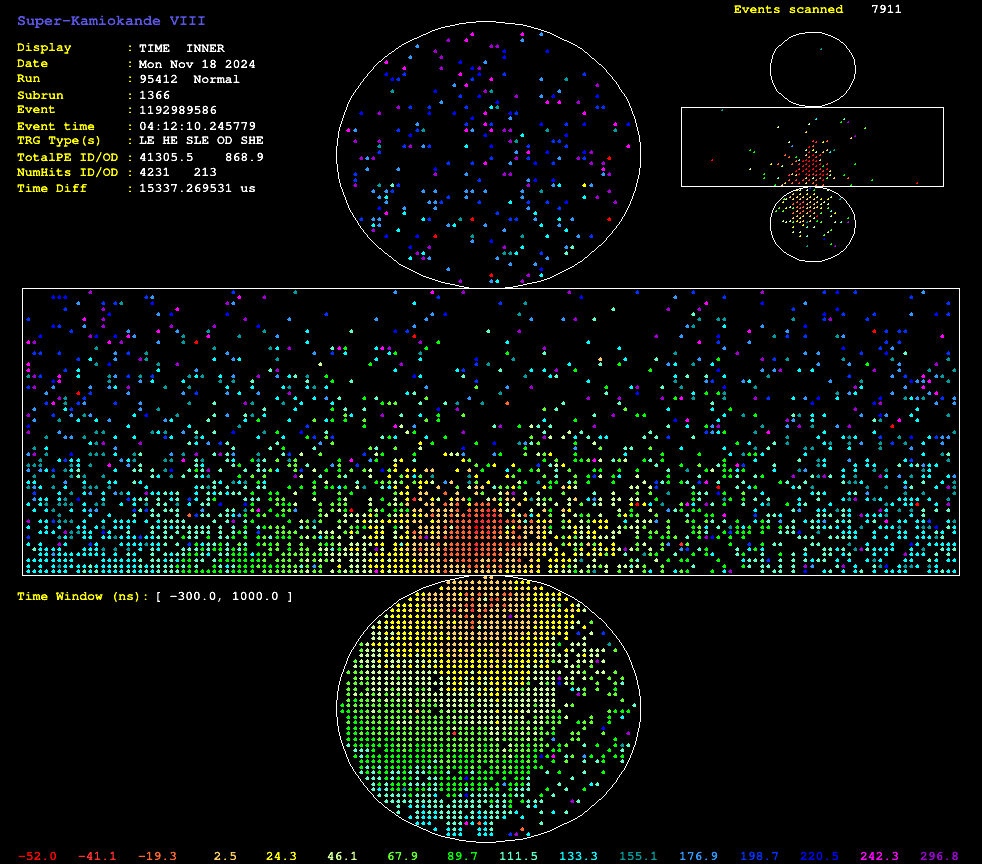 Super-Kamiokande VIII
Events scanned 7911
Display : TIME INNER
Date : Mon Nov 18 2024
Run : 95412 Normal
Subrun : 1366
Event : 1192989586
Event time : 04:12:10.245779
TRG Type(s) : LE HE SLE OD SHE
TotalPE ID/OD : 41305.5 868.9
NumHits ID/OD : 4231 213
Time Diff : 15337.269531 us
Time Window (ns): [ -300.0, 1000.0 ]
-52.0 -41.1 -19.3 2.5 24.3 46.1 67.9 89.7 111.5 133.3 155.1 176.9 198.7 220.5 242.3 296.8